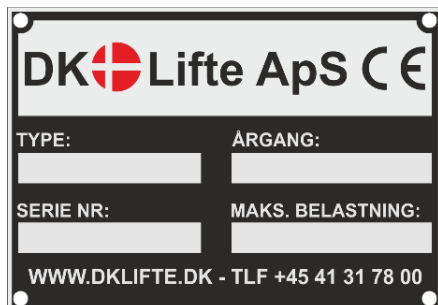 DK Lifte ApS CE
TYPE: ÅRGANG:
SERIE NR: MAKS. BELASTNING:
WWW.DKLIFTE.DK - TLF +45 41 31 78 00